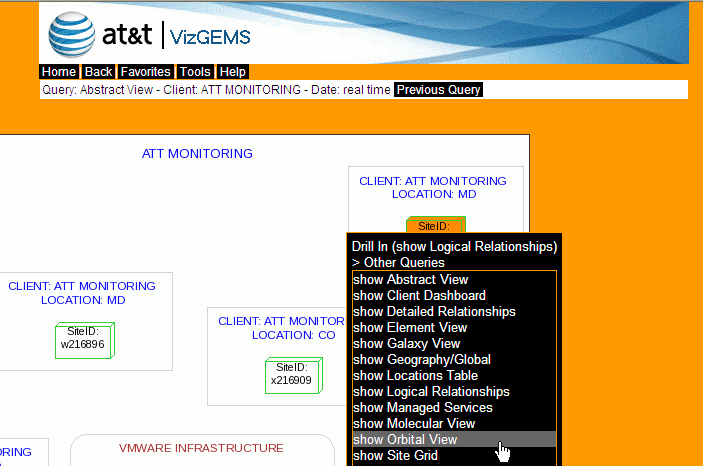 at&t VizGEMS
Home Back Favorites Tools Help
Query: Abstract View - Client: ATT MONITORING - Date: real time Previous Query
ATT MONITORING
CLIENT: ATT MONITORING
LOCATION: MD
SiteID:
Drill In (show Logical Relationships)
> Other Queries
show Abstract View
show Client Dashboard
show Detailed Relationships
show Element View
show Galaxy View
show Geography/Global
show Locations Table
show Logical Relationships
show Managed Services
show Molecular View
show Orbital View
show Site Grid
CLIENT: ATT MONITORING
LOCATION: MD
SiteID:
w216896
CLIENT: ATT MONITOR
LOCATION: CO
SiteID:
x216909
ORING
MD
VMWARE INFRASTRUCTURE